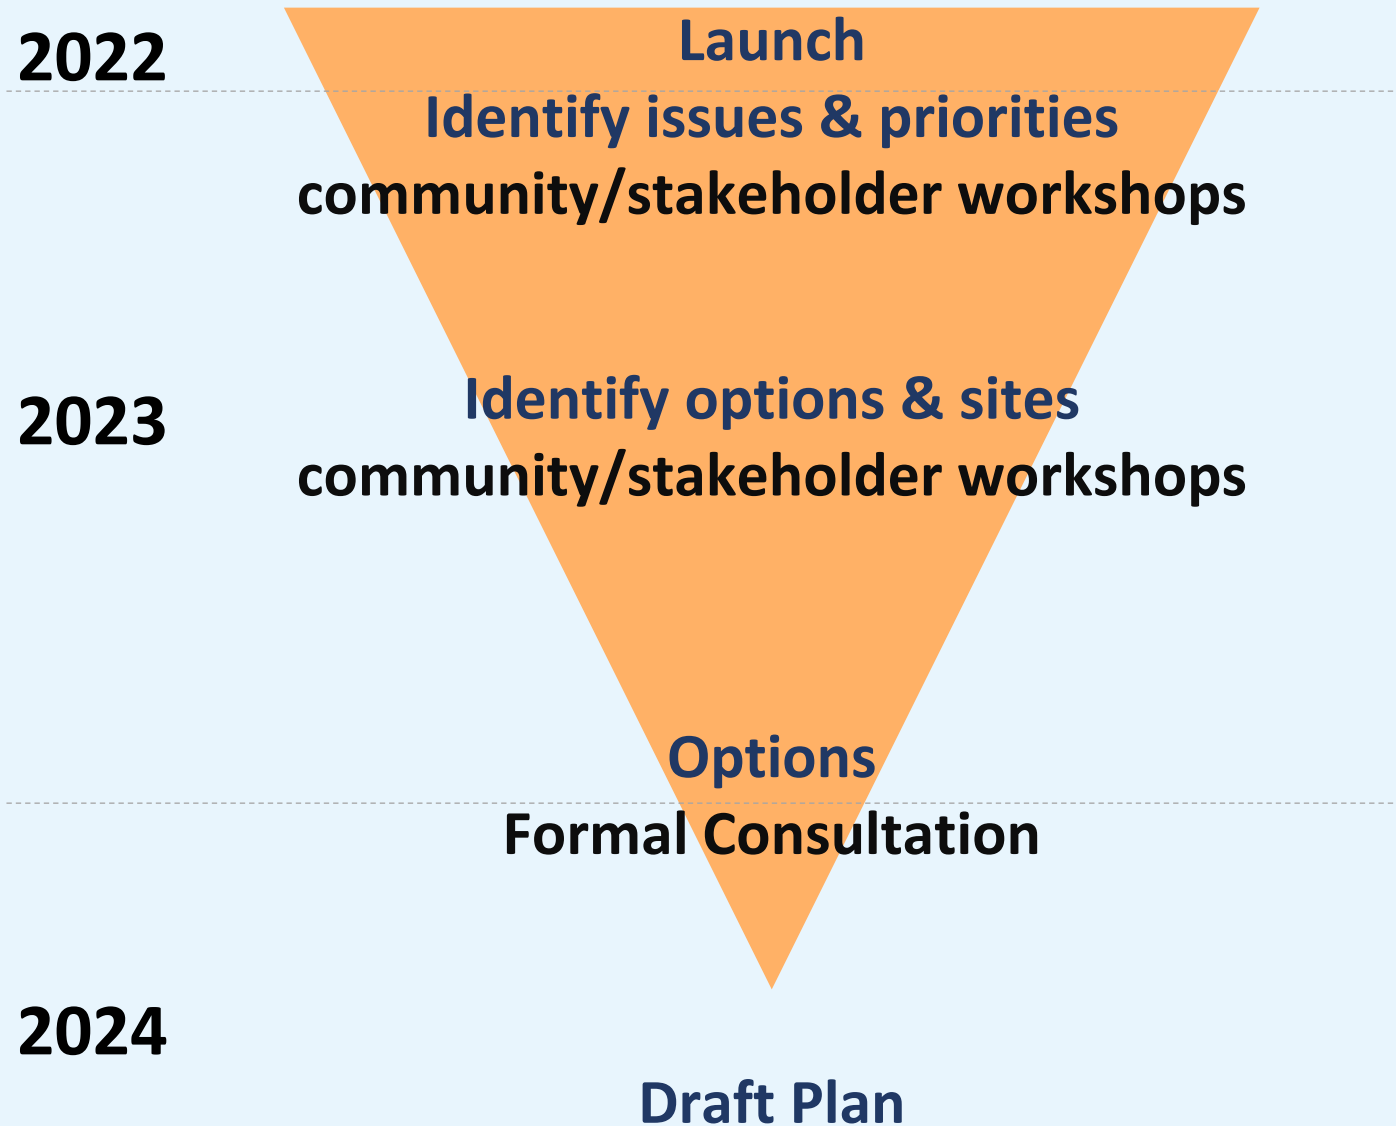 2022
Launch
Identify issues & priorities
community/stakeholder workshops
2023
Identify options & sites
community/stakeholder workshops
Options
Formal Consultation
2024
Draft Plan